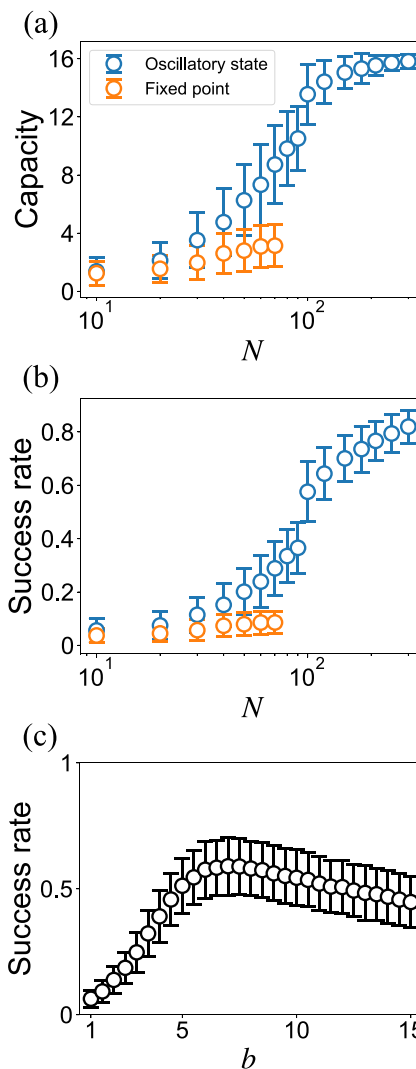 (a)
Oscillatory state
Fixed point
Capacity
16
12
8
4
0
10¹
10²
N
(b)
Success rate
0.8
0.6
0.4
0.2
0
10¹
10²
N
(c)
Success rate
1
0.5
0
1
5
10
15
b